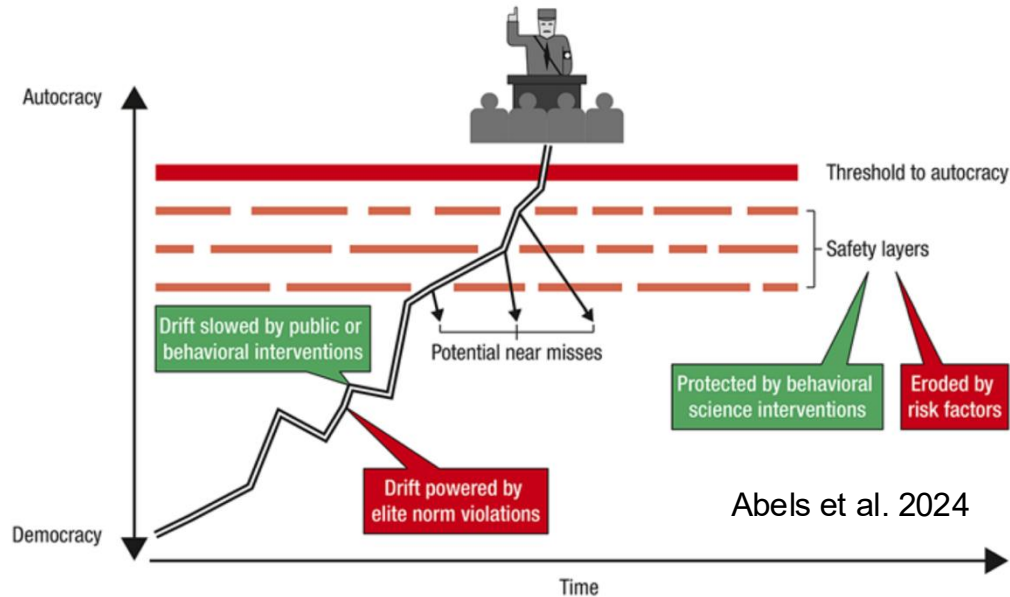 Autocracy
Threshold to autocracy
Safety layers
Drift slowed by public or
behavioral interventions
Potential near misses
Protected by behavioral
science interventions
Eroded by
risk factors
Drift powered by
elite norm violations
Abels et al. 2024
Democracy
Time